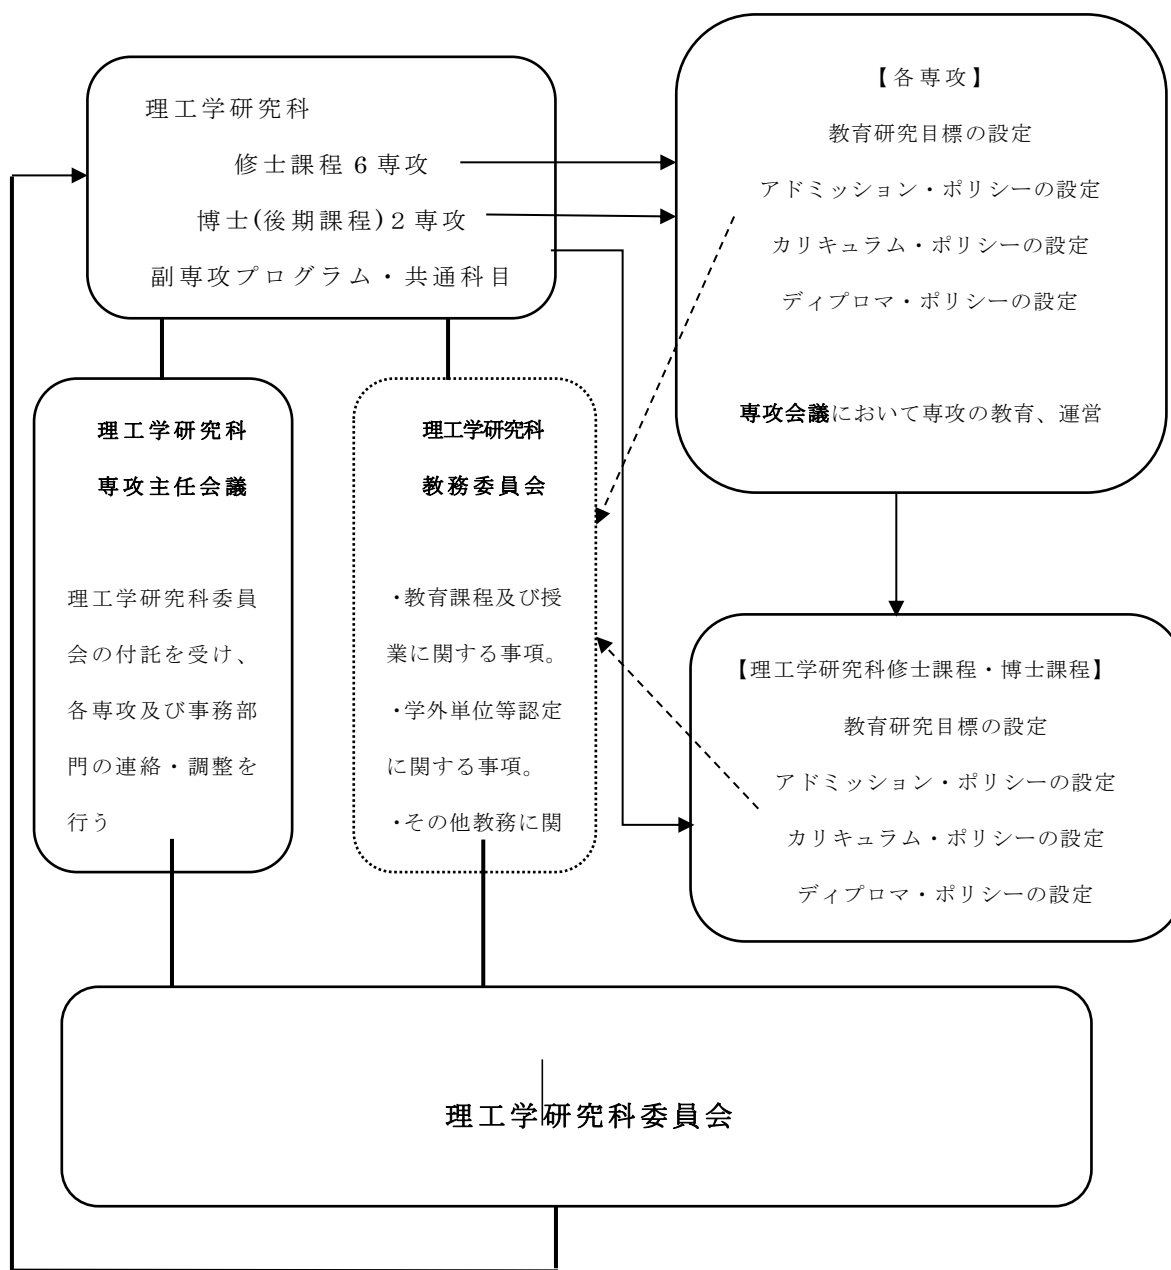 理工学研究科
修士課程６専攻
博士(後期課程)２専攻
副専攻プログラム・共通科目
【各専攻】
教育研究目標の設定
アドミッション・ポリシーの設定
カリキュラム・ポリシーの設定
ディプロマ・ポリシーの設定
専攻会議において専攻の教育、運営
理工学研究科
専攻主任会議
理工学研究科委員
会の付託を受け、
各専攻及び事務部
門の連絡・調整を
行う
理工学研究科
教務委員会
・教育課程及び授
業に関する事項。
・学外単位等認定
に関する事項。
・その他教務に関
【理工学研究科修士課程・博士課程】
教育研究目標の設定
アドミッション・ポリシーの設定
カリキュラム・ポリシーの設定
ディプロマ・ポリシーの設定
理工学研究科委員会